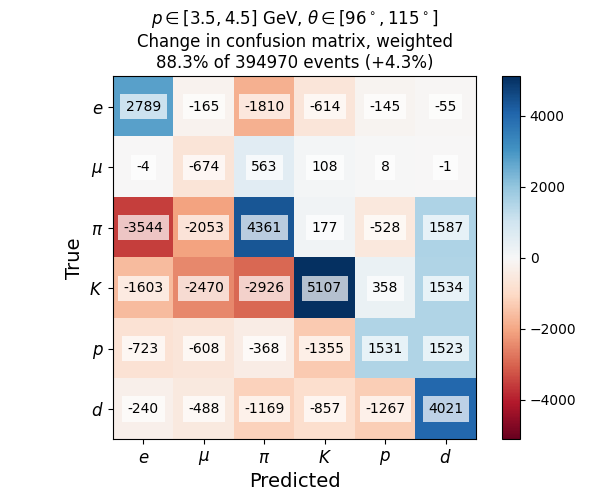 p ∈ [3.5, 4.5] GeV, θ ∈ [96°, 115°]
Change in confusion matrix, weighted
88.3% of 394970 events (+4.3%)
True
e 2789 -165 -1810 -614 -145 -55
μ -4 -674 563 108 8 -1
π -3544 -2053 4361 177 -528 1587
K -1603 -2470 -2926 5107 358 1534
p -723 -608 -368 -1355 1531 1523
d -240 -488 -1169 -857 -1267 4021
e μ π K p d
Predicted
4000
2000
0
−2000
−4000